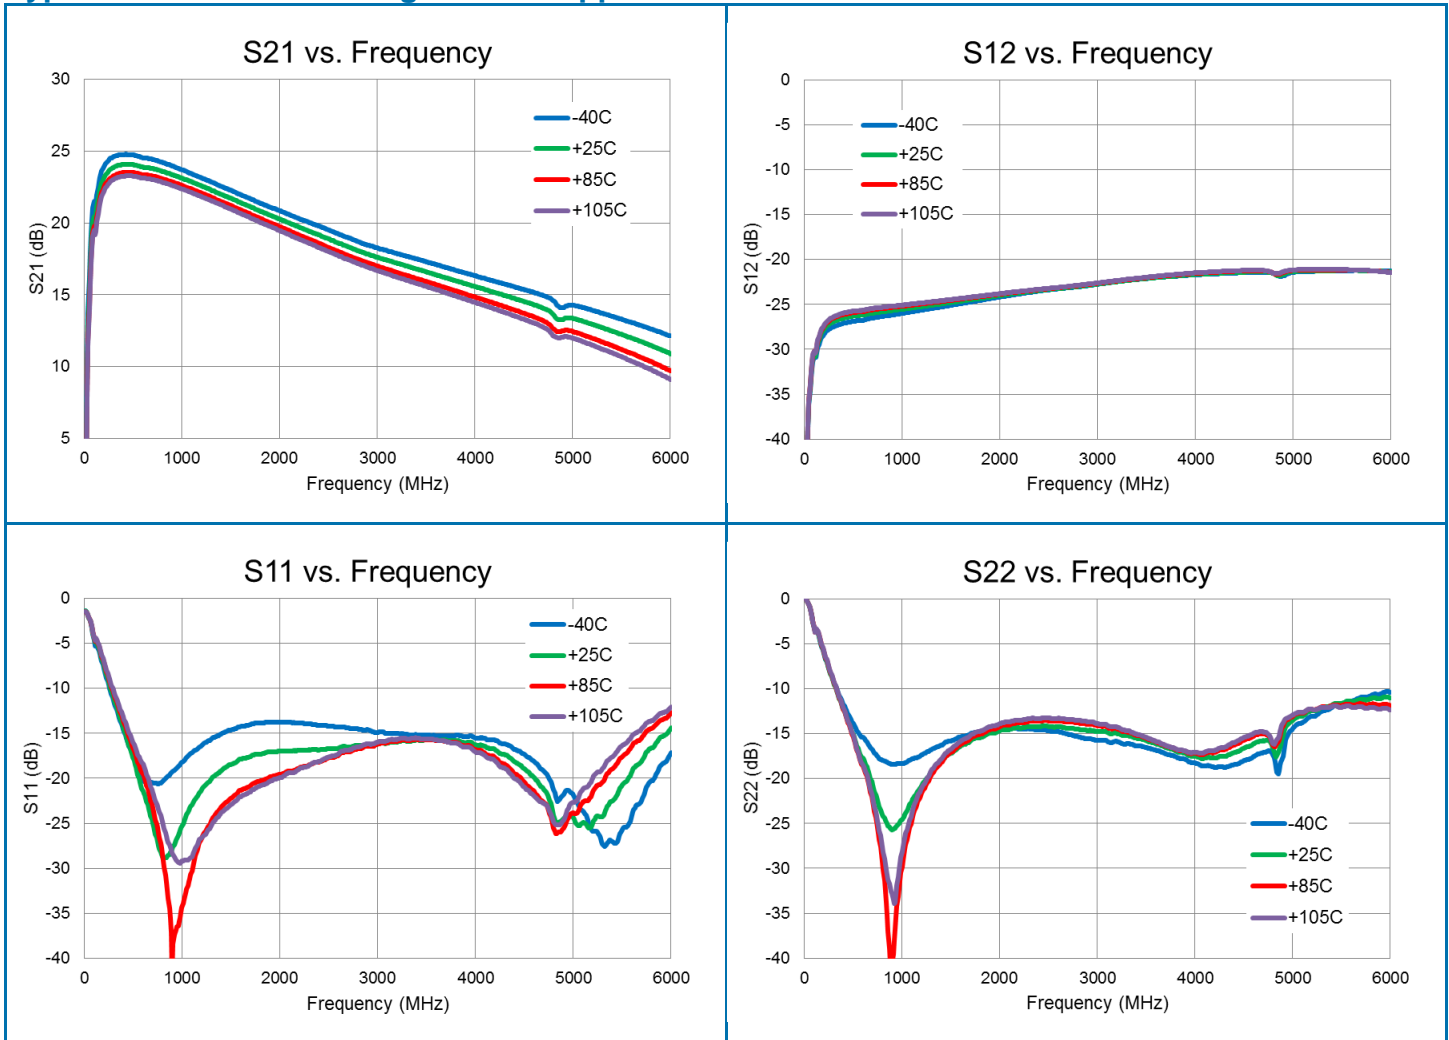 S21 vs. Frequency
30
25
20
15
10
5
S21 (dB)
-40C
+25C
+85C
+105C
0 1000 2000 3000 4000 5000 6000
Frequency (MHz)
S12 vs. Frequency
0
-5
-10
-15
-20
-25
-30
-35
-40
S12 (dB)
-40C
+25C
+85C
+105C
0 1000 2000 3000 4000 5000 6000
Frequency (MHz)
S11 vs. Frequency
0
-5
-10
-15
-20
-25
-30
-35
-40
S11 (dB)
-40C
+25C
+85C
+105C
0 1000 2000 3000 4000 5000 6000
Frequency (MHz)
S22 vs. Frequency
0
-5
-10
-15
-20
-25
-30
-35
-40
S22 (dB)
-40C
+25C
+85C
+105C
0 1000 2000 3000 4000 5000 6000
Frequency (MHz)